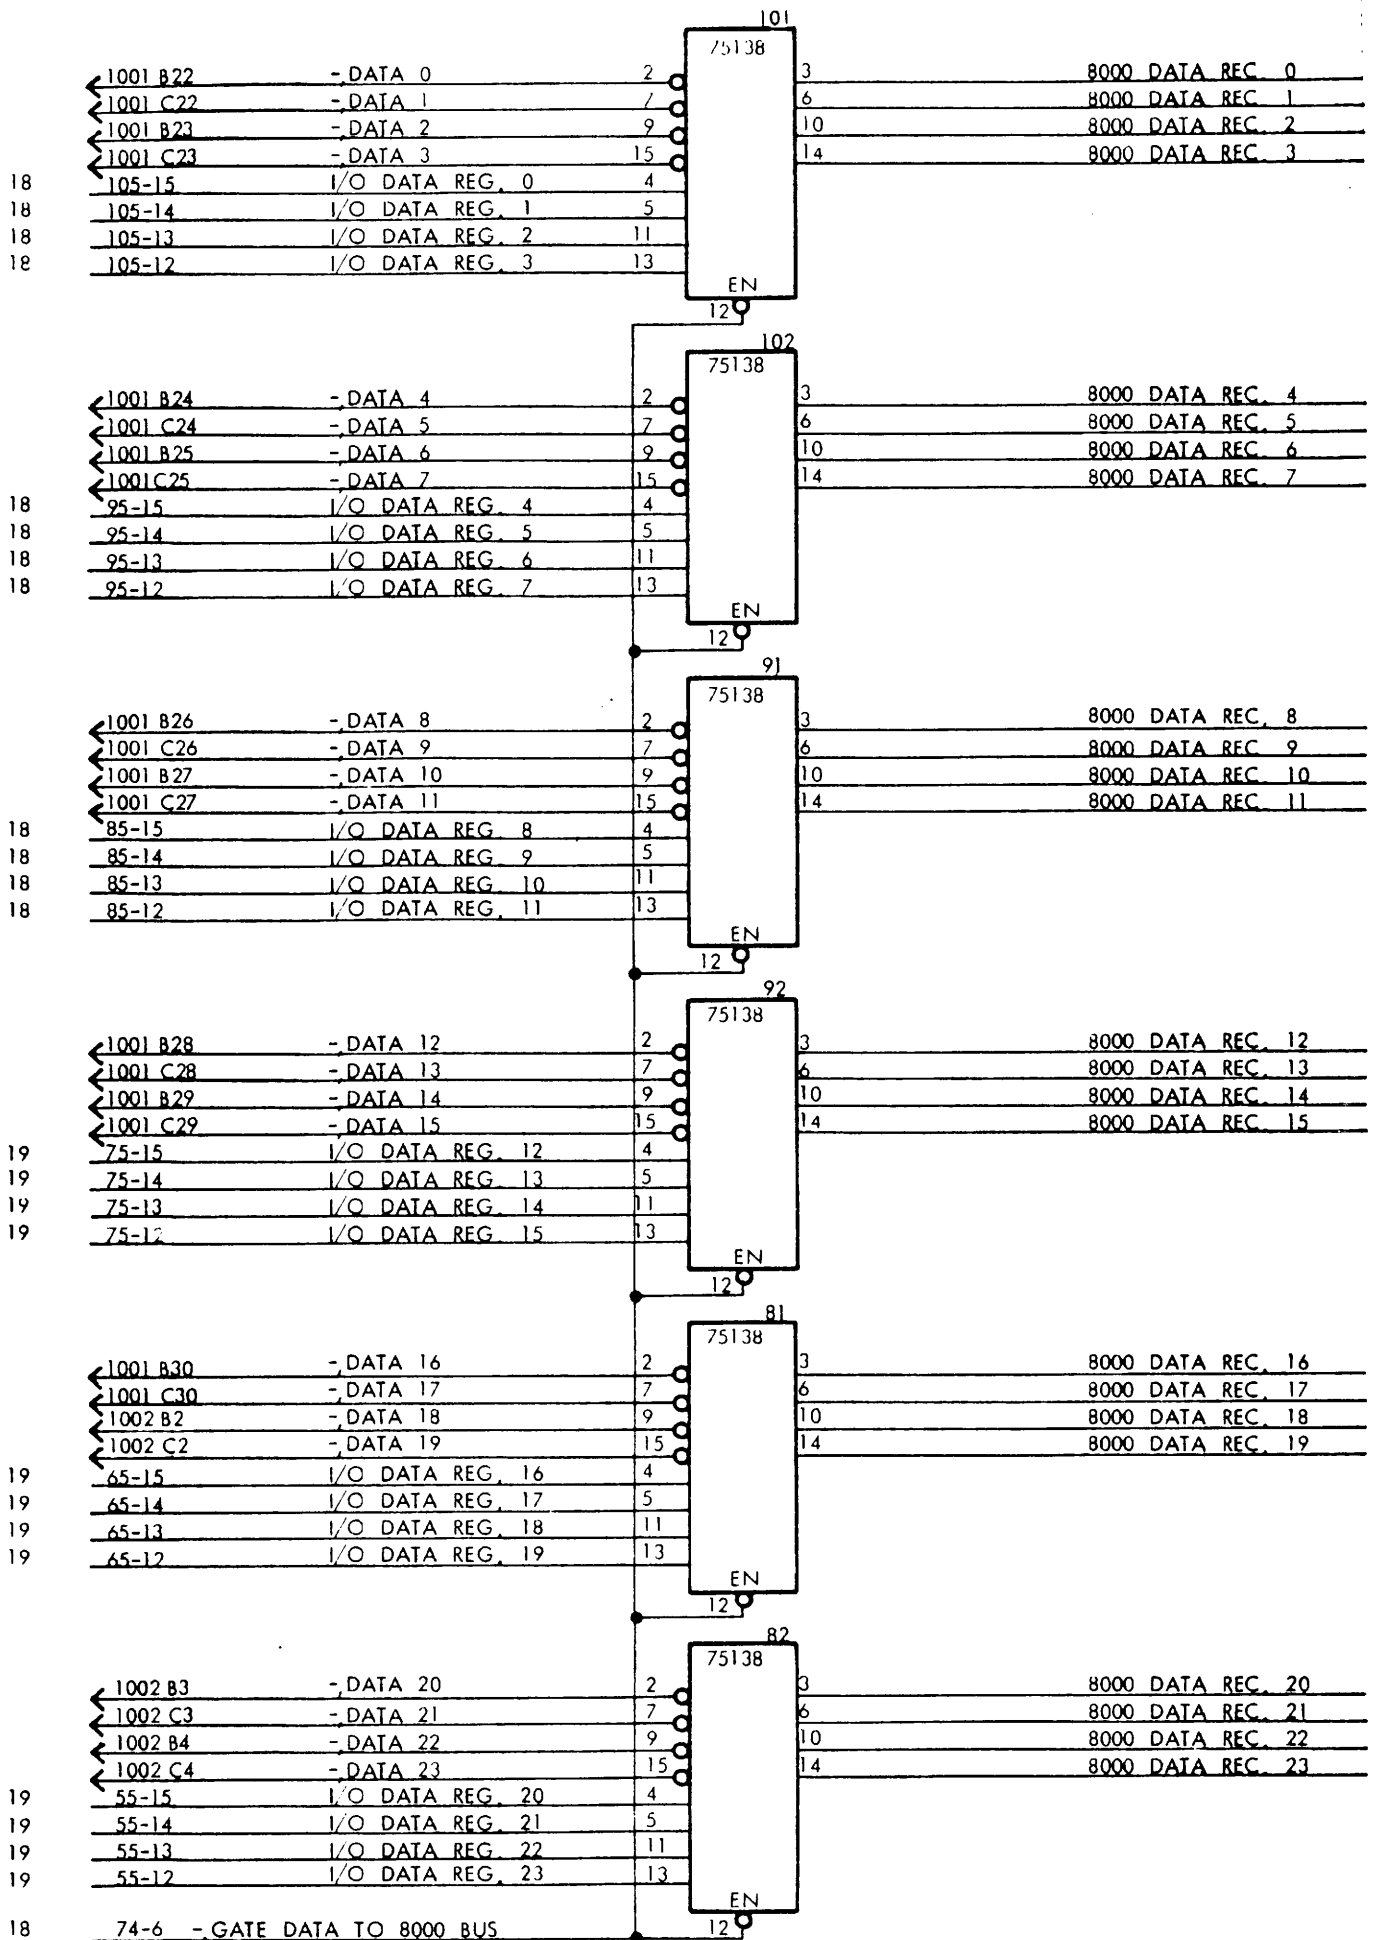 101
75138
1001 B22 -,DATA 0 2 3 8000 DATA REC. 0
1001 C22 -,DATA 1 7 6 8000 DATA REC. 1
1001 B23 -,DATA 2 9 10 8000 DATA REC. 2
1001 C23 -,DATA 3 15 14 8000 DATA REC. 3
18 105-15 I/O DATA REG. 0 4
18 105-14 I/O DATA REG. 1 5
18 105-13 I/O DATA REG. 2 11
18 105-12 I/O DATA REG. 3 13
EN
12
102
75138
1001 B24 -,DATA 4 2 3 8000 DATA REC. 4
1001 C24 -,DATA 5 7 6 8000 DATA REC. 5
1001 B25 -,DATA 6 9 10 8000 DATA REC. 6
1001C25 -,DATA 7 15 14 8000 DATA REC. 7
18 95-15 I/O DATA REG. 4 4
18 95-14 I/O DATA REG. 5 5
18 95-13 I/O DATA REG. 6 11
18 95-12 I/O DATA REG. 7 13
EN
12
91
75138
1001 B26 -,DATA 8 2 3 8000 DATA REC. 8
1001 C26 -,DATA 9 7 6 8000 DATA REC. 9
1001 B27 -,DATA 10 9 10 8000 DATA REC. 10
1001 C27 -,DATA 11 15 14 8000 DATA REC. 11
18 85-15 I/O DATA REG. 8 4
18 85-14 I/O DATA REG. 9 5
18 85-13 I/O DATA REG. 10 11
18 85-12 I/O DATA REG. 11 13
EN
12
92
75138
1001 B28 -,DATA 12 2 3 8000 DATA REC. 12
1001 C28 -,DATA 13 7 6 8000 DATA REC. 13
1001 B29 -,DATA 14 9 10 8000 DATA REC. 14
1001 C29 -,DATA 15 15 14 8000 DATA REC. 15
19 75-15 I/O DATA REG. 12 4
19 75-14 I/O DATA REG. 13 5
19 75-13 I/O DATA REG. 14 11
19 75-12 I/O DATA REG. 15 13
EN
12
81
75138
1001 B30 -,DATA 16 2 3 8000 DATA REC. 16
1001 C30 -,DATA 17 7 6 8000 DATA REC. 17
1002 B2 -,DATA 18 9 10 8000 DATA REC. 18
1002 C2 -,DATA 19 15 14 8000 DATA REC. 19
19 65-15 I/O DATA REG. 16 4
19 65-14 I/O DATA REG. 17 5
19 65-13 I/O DATA REG. 18 11
19 65-12 I/O DATA REG. 19 13
EN
12
82
75138
1002 B3 -,DATA 20 2 3 8000 DATA REC. 20
1002 C3 -,DATA 21 7 6 8000 DATA REC. 21
1002 B4 -,DATA 22 9 10 8000 DATA REC. 22
1002 C4 -,DATA 23 15 14 8000 DATA REC. 23
19 55-15 I/O DATA REG. 20 4
19 55-14 I/O DATA REG. 21 5
19 55-13 I/O DATA REG. 22 11
19 55-12 I/O DATA REG. 23 13
EN
18 74-6 -,GATE DATA TO 8000 BUS 12